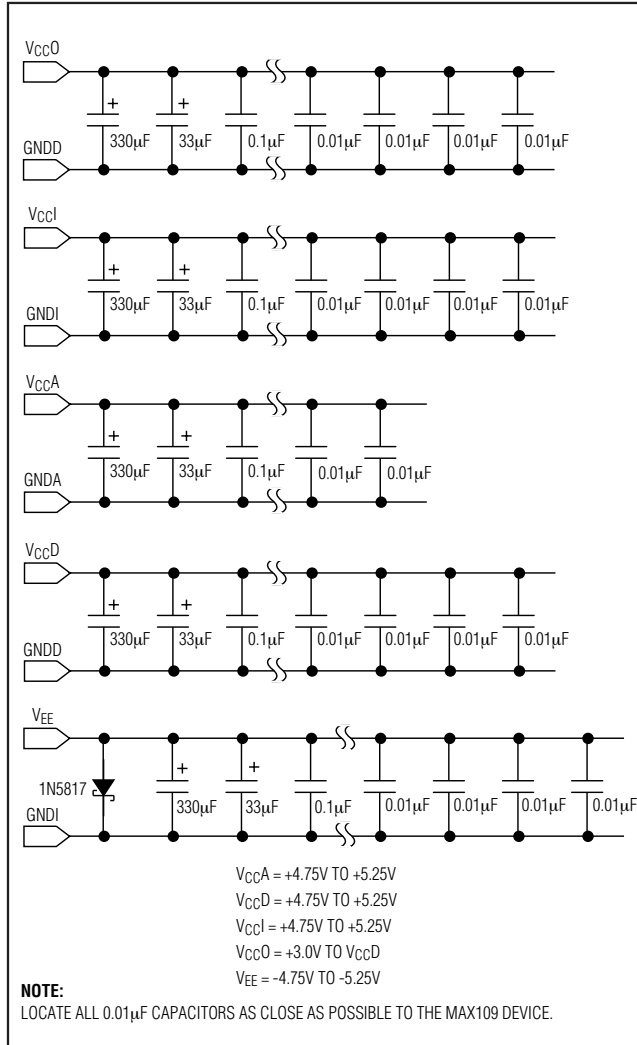 VCCO
+ +
330µF 33µF 0.1µF 0.01µF 0.01µF 0.01µF 0.01µF
GNDD
VCCI
+ +
330µF 33µF 0.1µF 0.01µF 0.01µF 0.01µF 0.01µF
GNDI
VCCA
+ +
330µF 33µF 0.1µF 0.01µF 0.01µF
GNDA
VCCD
+ +
330µF 33µF 0.1µF 0.01µF 0.01µF 0.01µF 0.01µF
GNDD
VEE
+ +
1N5817 330µF 33µF 0.1µF 0.01µF 0.01µF 0.01µF 0.01µF
GNDI
VCCA = +4.75V TO +5.25V
VCCD = +4.75V TO +5.25V
VCCI = +4.75V TO +5.25V
VCCO = +3.0V TO VCCD
VEE = -4.75V TO -5.25V
NOTE:
LOCATE ALL 0.01µF CAPACITORS AS CLOSE AS POSSIBLE TO THE MAX109 DEVICE.